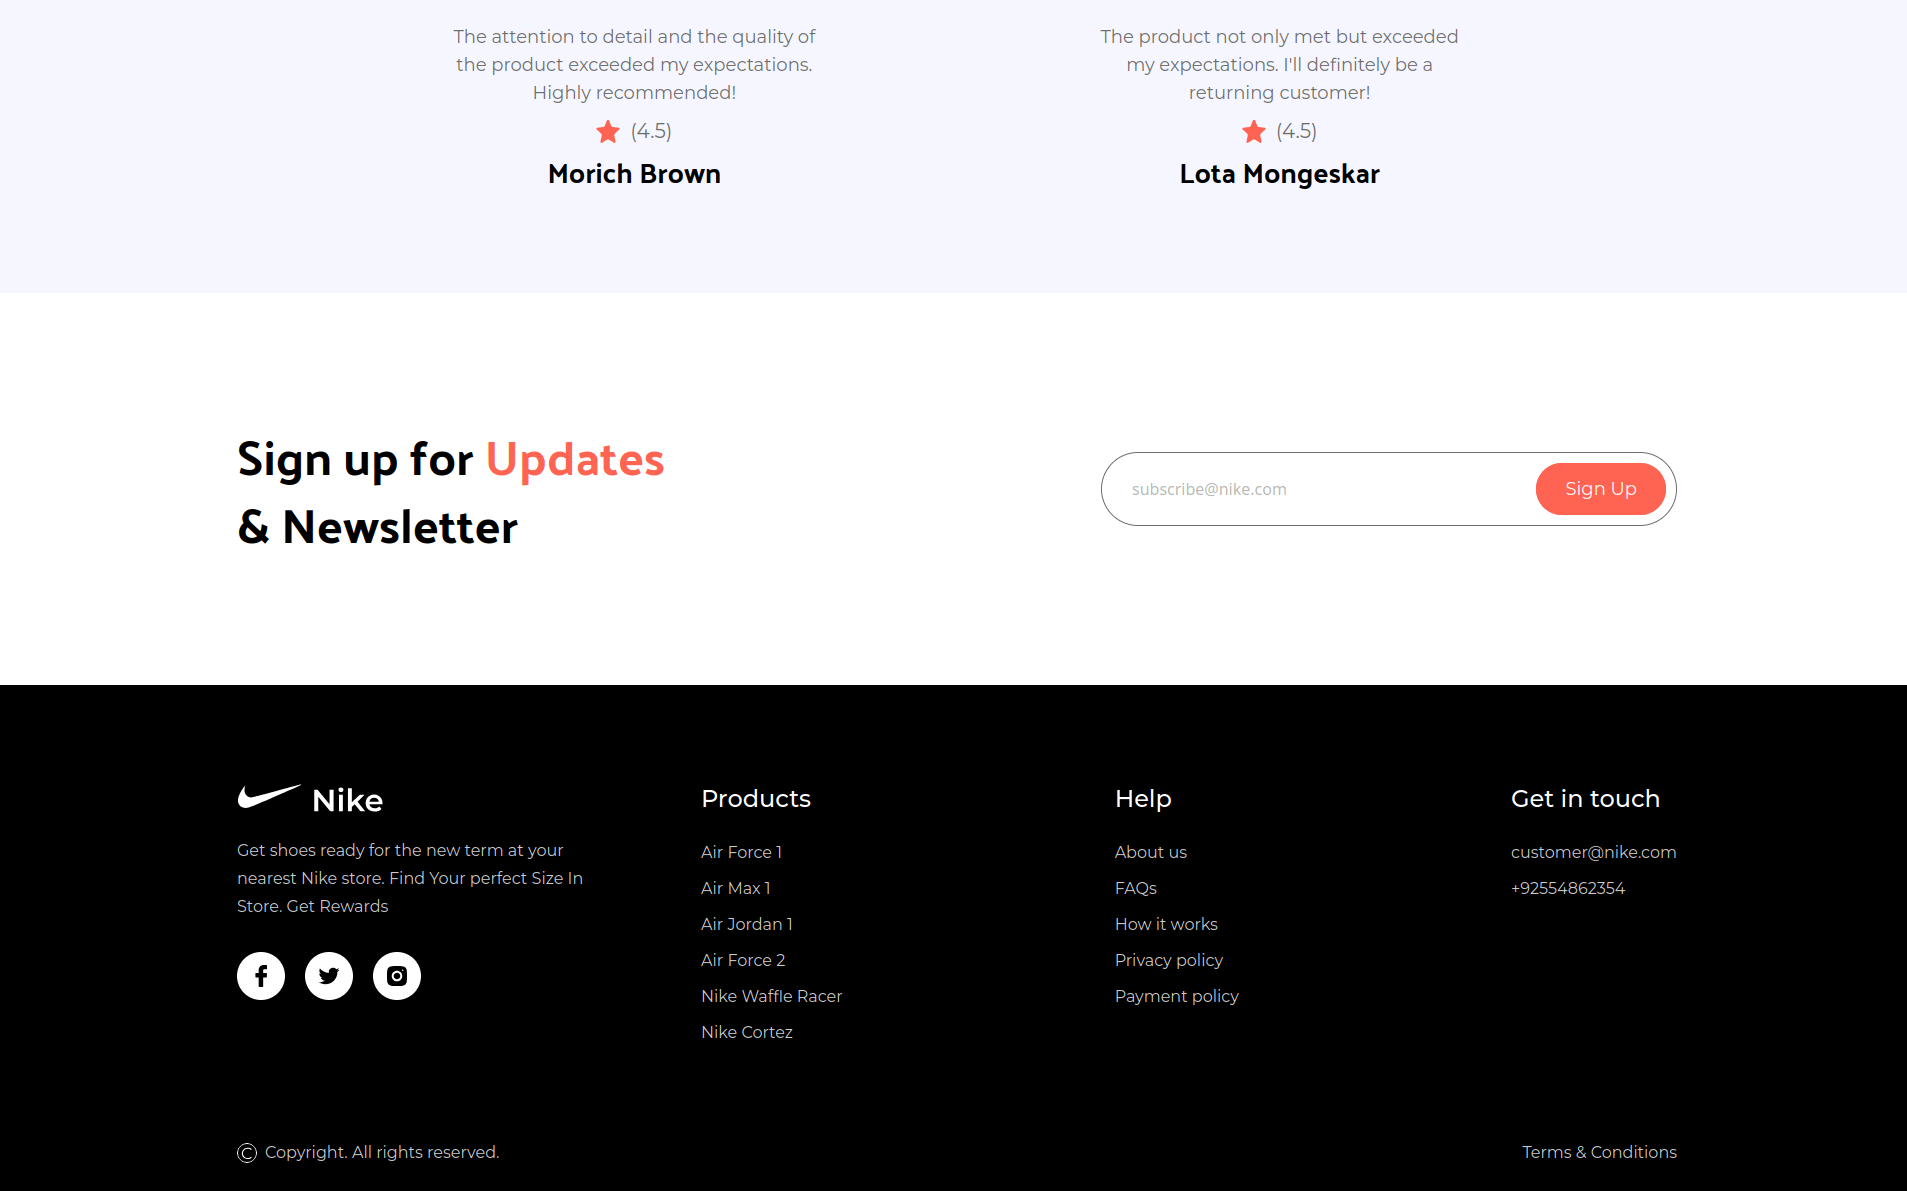 The attention to detail and the quality of
the product exceeded my expectations.
Highly recommended!
(4.5)
Morich Brown
The product not only met but exceeded
my expectations. I'll definitely be a
returning customer!
(4.5)
Lota Mongeskar
Sign up for Updates
& Newsletter
subscribe@nike.com
Sign Up
Nike
Get shoes ready for the new term at your
nearest Nike store. Find Your perfect Size In
Store. Get Rewards
Products
Air Force 1
Air Max 1
Air Jordan 1
Air Force 2
Nike Waffle Racer
Nike Cortez
Help
About us
FAQs
How it works
Privacy policy
Payment policy
Get in touch
customer@nike.com
+92554862354
© Copyright. All rights reserved.
Terms & Conditions